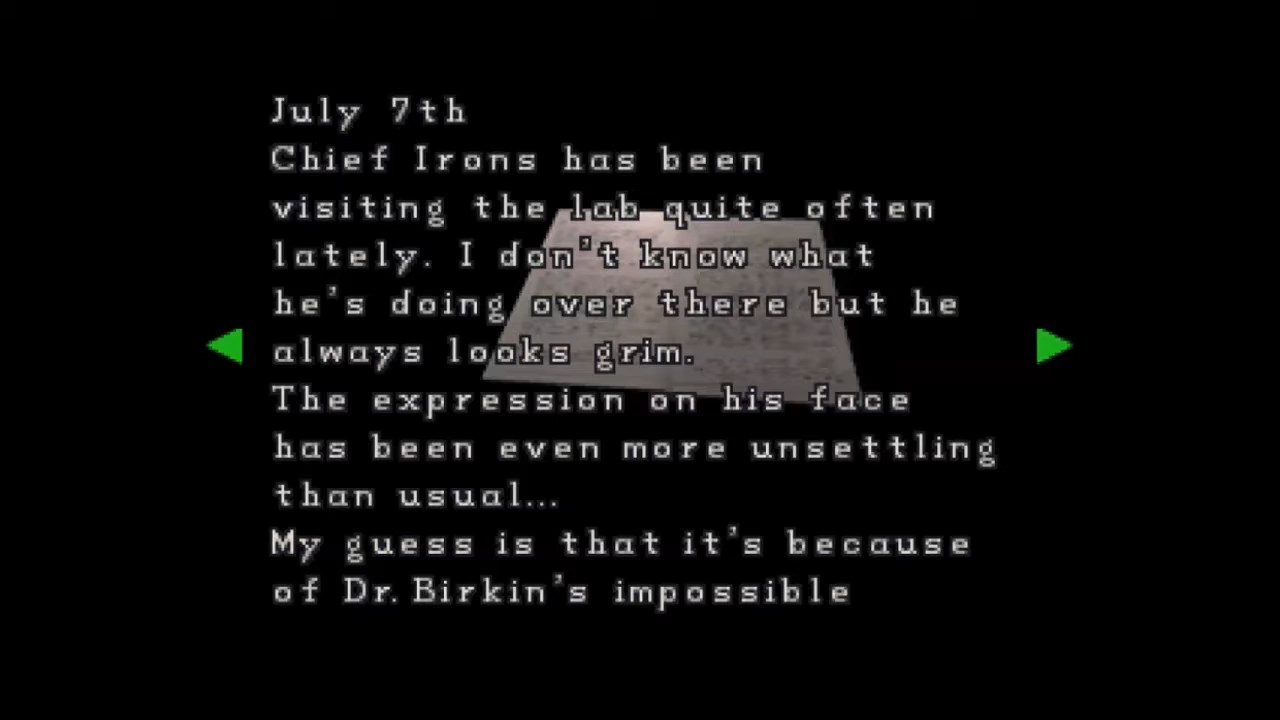 July 7th
Chief Irons has been
visiting the lab quite often
lately. I don't know what
he's doing over there but he
always looks grim.
The expression on his face
has been even more unsettling
than usual...
My guess is that it's because
of Dr. Birkin's impossible